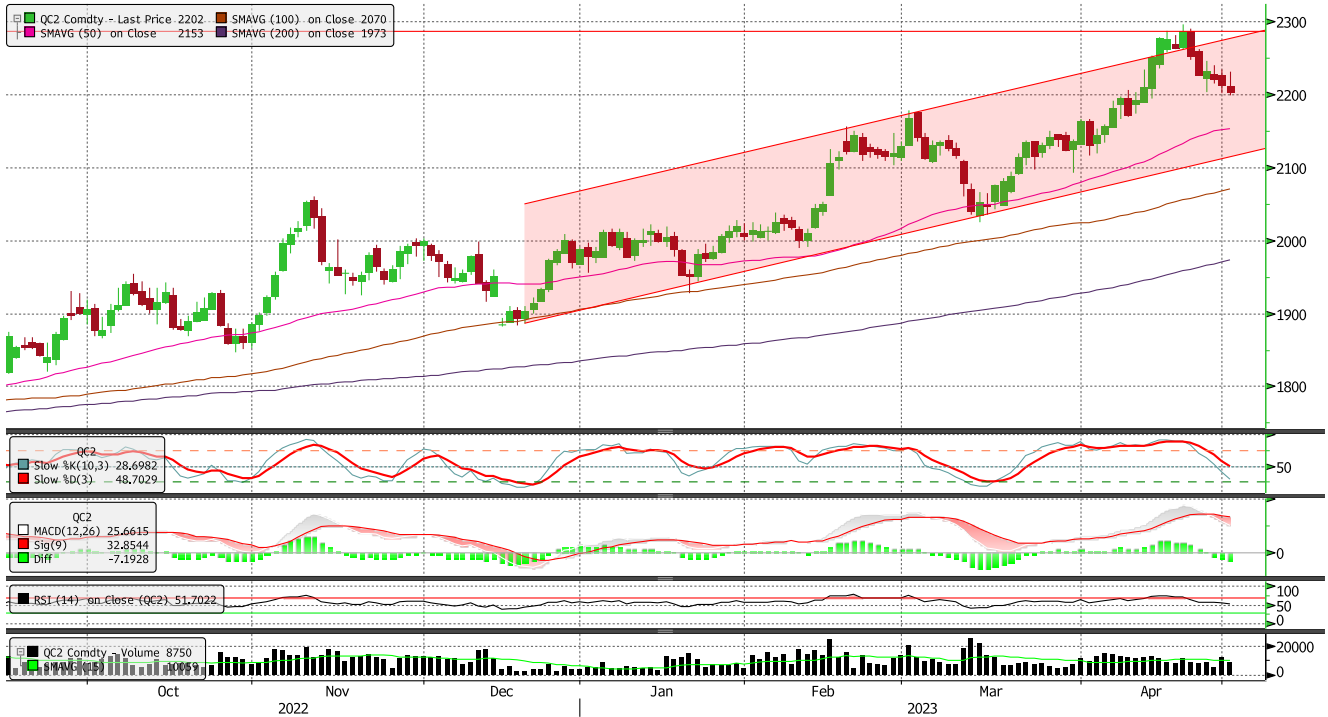 QC2 Comdty - Last Price 2202 SMAVG (100) on Close 2070
SMAVG (50) on Close 2153 SMAVG (200) on Close 1973
2300
2200
2100
2000
1900
1800
QC2
Slow %K(10,3) 28.6982
Slow %D(3) 48.7029
50
QC2
MACD(12,26) 25.6615
Sig(9) 32.8544
Diff -7.1928
0
RSI (14) on Close (QC2) 51.7022
100
50
0
QC2 Comdty - Volume 8750
SMAVG (15) 10059
20000
0
Oct Nov Dec Jan Feb Mar Apr
2022 2023